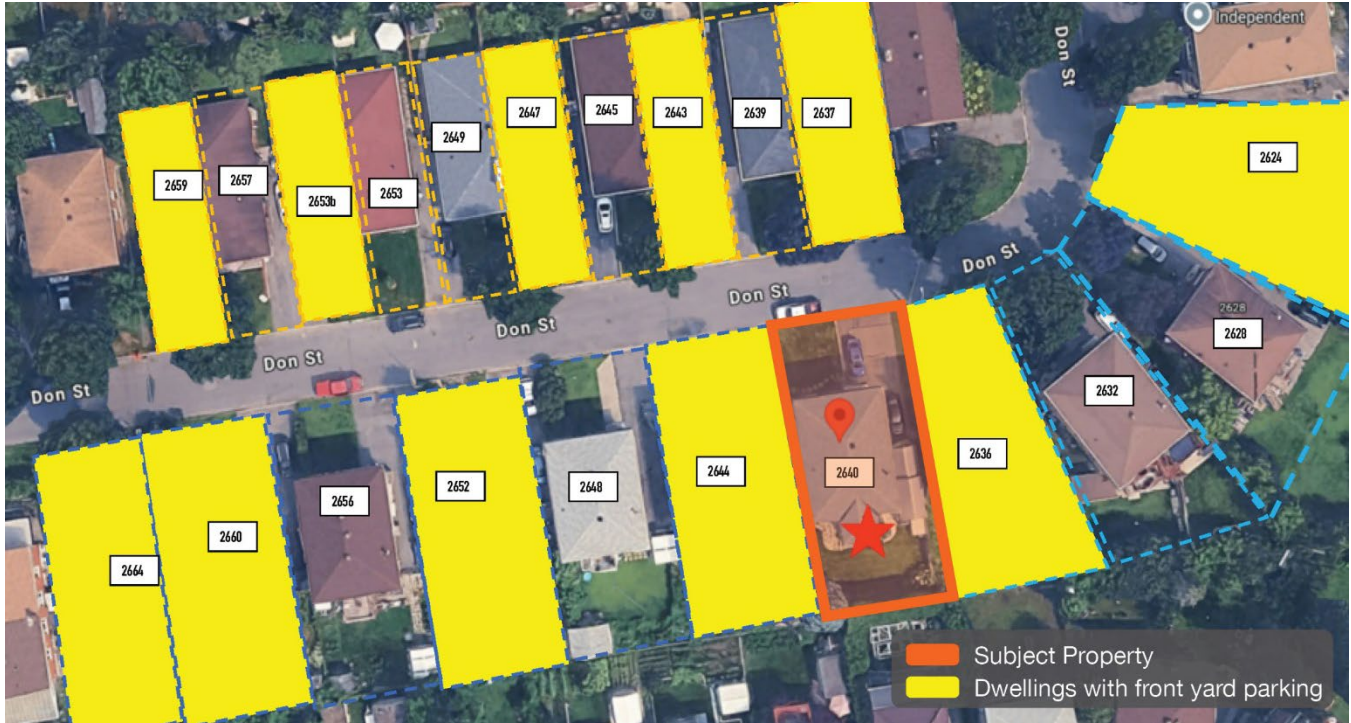 Independent
Don St
2647
2645
2643
2639
2637
2649
2624
2659
2657
2653b
2653
Don St
Don St
2628
2628
Don St
Don St
2632
Don St
2640
2636
2644
2648
2652
2656
2660
2664
Subject Property
Dwellings with front yard parking